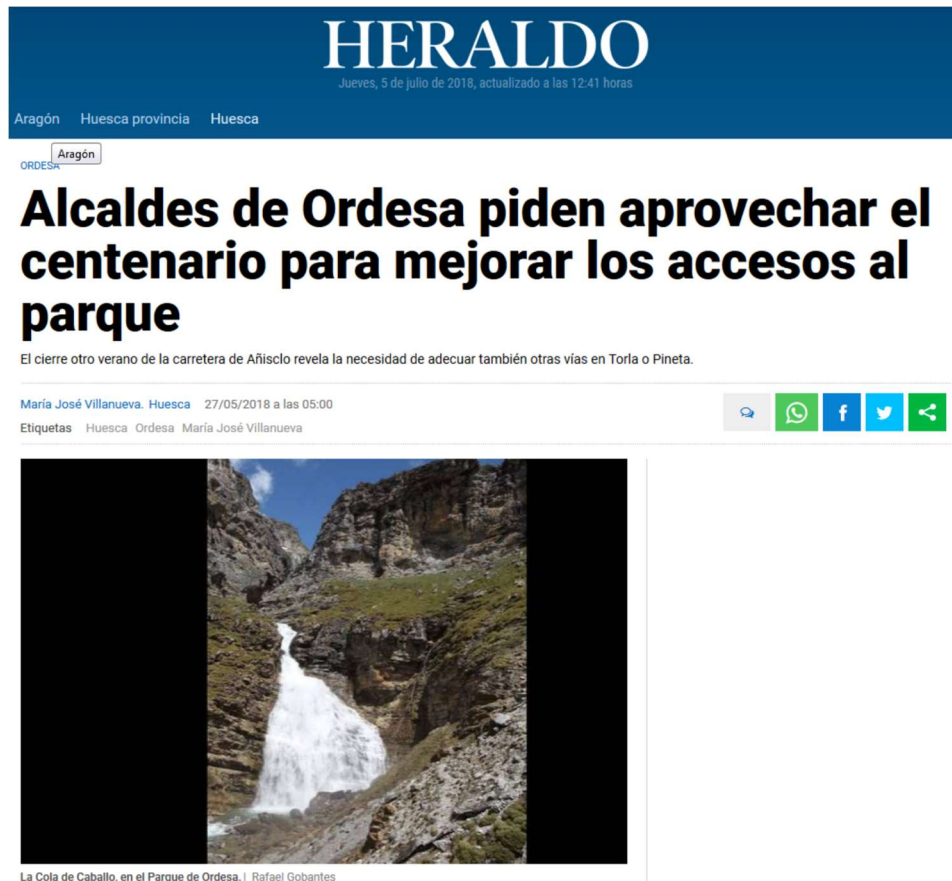 HERALDO
Jueves, 5 de julio de 2018, actualizado a las 12:41 horas
Aragón Huesca provincia Huesca
Aragón
ORDESA
Alcaldes de Ordesa piden aprovechar el
centenario para mejorar los accesos al
parque
El cierre otro verano de la carretera de Añisclo revela la necesidad de adecuar también otras vías en Torla o Pineta.
María José Villanueva. Huesca 27/05/2018 a las 05:00
Etiquetas Huesca Ordesa María José Villanueva
La Cola de Caballo, en el Parque de Ordesa. | Rafael Gobantes